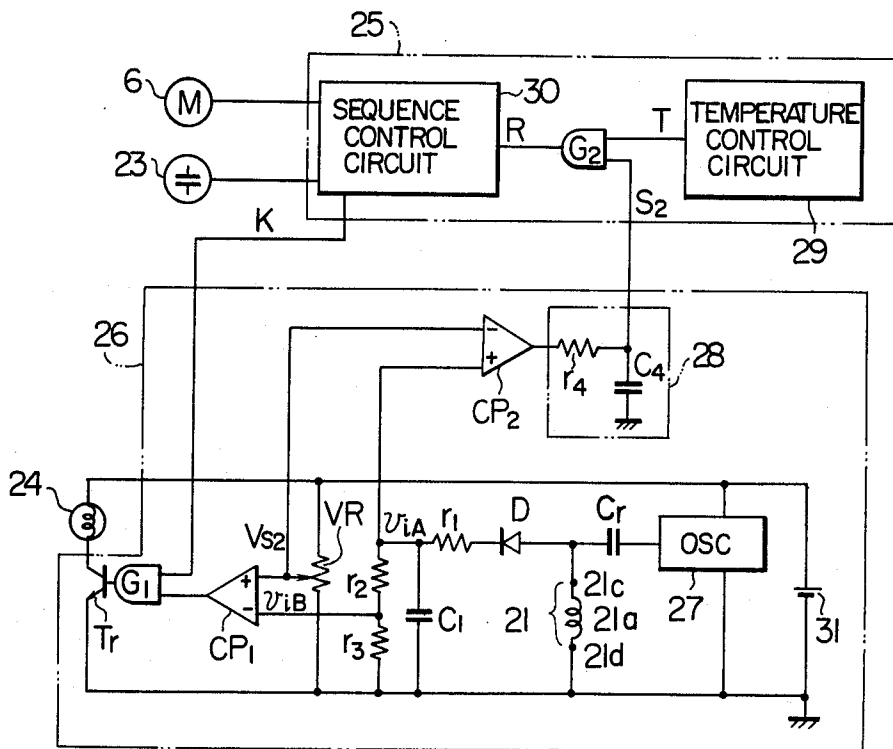 25
6
M
SEQUENCE
CONTROL
CIRCUIT
30
R
G2
T
TEMPERATURE
CONTROL
CIRCUIT
29
23
K
S2
26
-
+
CP2
r4
C4
28
24
VS2
VR
viA
r1
D
Cr
OSC
27
G1
Tr
+
-
CP1
viB
r2
r3
C1
21
21c
21a
21d
31